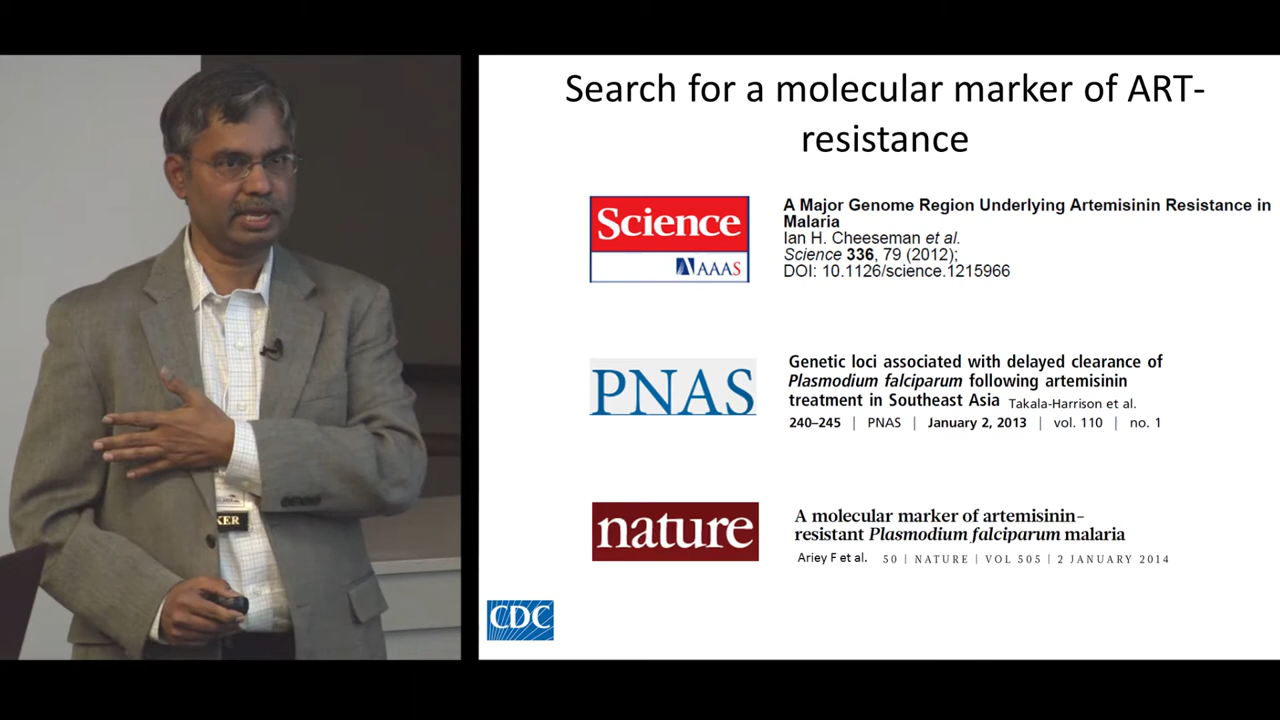 Search for a molecular marker of ART-
resistance
Science
AAAS
A Major Genome Region Underlying Artemisinin Resistance in
Malaria
Ian H. Cheeseman et al.
Science 336, 79 (2012);
DOI: 10.1126/science.1215966
PNAS
Genetic loci associated with delayed clearance of
Plasmodium falciparum following artemisinin
treatment in Southeast Asia Takala-Harrison et al.
240–245 | PNAS | January 2, 2013 | vol. 110 | no. 1
nature
A molecular marker of artemisinin–
resistant Plasmodium falciparum malaria
Ariey F et al. 50 | NATURE | VOL 505 | 2 JANUARY 2014
KER
CDC